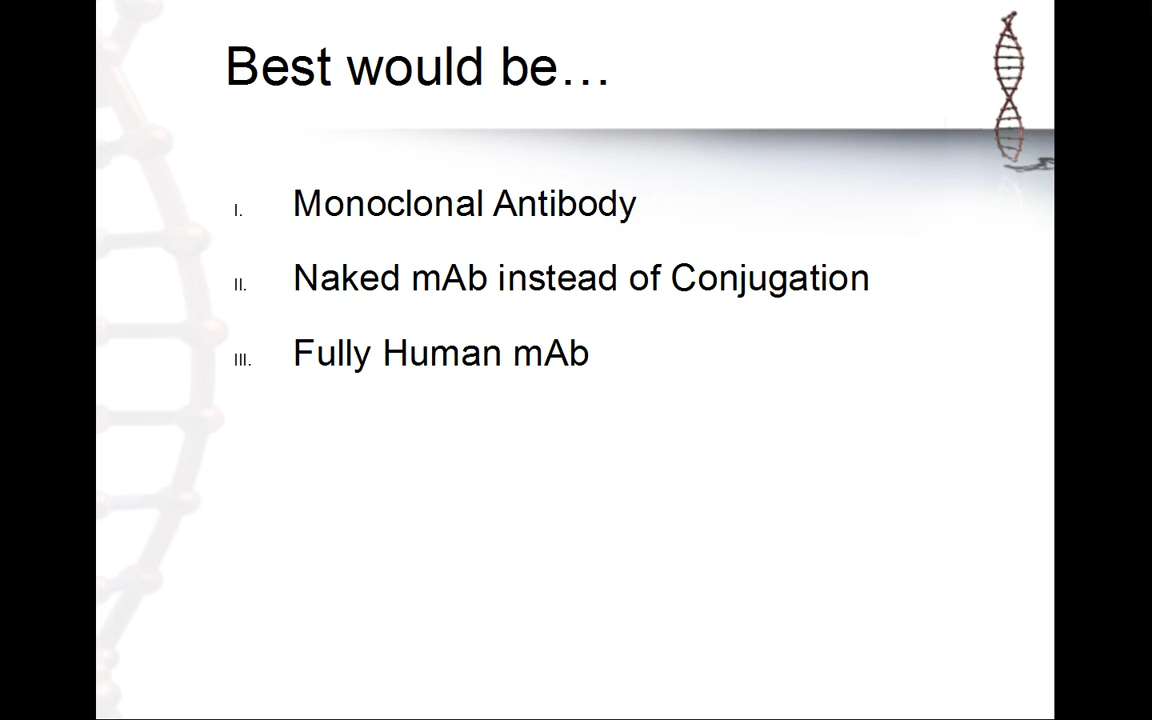 Best would be...
I. Monoclonal Antibody
II. Naked mAb instead of Conjugation
III. Fully Human mAb